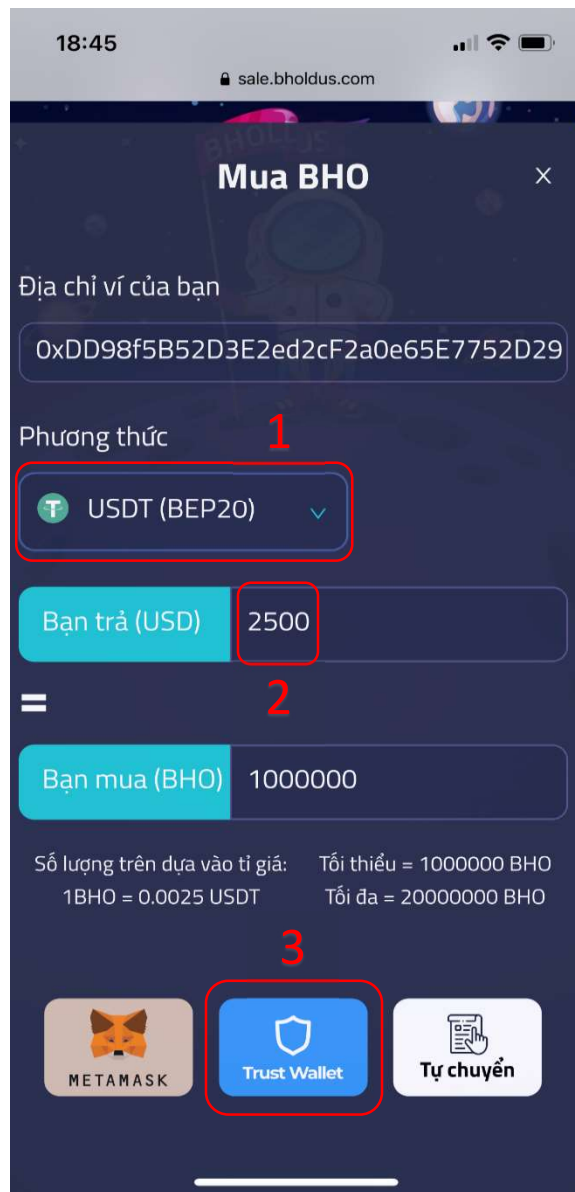 18:45
sale.bholdus.com
BHOLDUS
Mua BHO
Địa chỉ ví của bạn
0xDD98f5B52D3E2ed2cF2a0e65E7752D29
Phương thức
1
USDT (BEP20)
Bạn trả (USD) 2500
=
2
Bạn mua (BHO) 1000000
Số lượng trên dựa vào tỉ giá: Tối thiểu = 1000000 BHO
1BHO = 0.0025 USDT Tối đa = 20000000 BHO
3
METAMASK
Trust Wallet
Tự chuyển